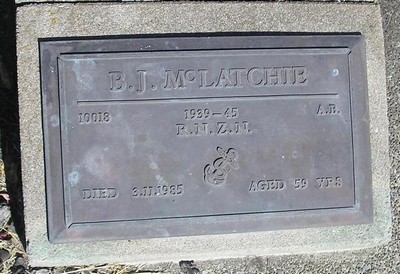 B.J. McLATCHIE
10018 1939-45 A.B.
R.N.Z.N.
DIED 3.11.1985 AGED 59 YRS